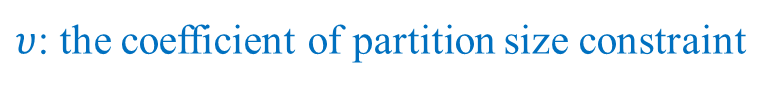 𝜐: the coefficient of partition size constraint